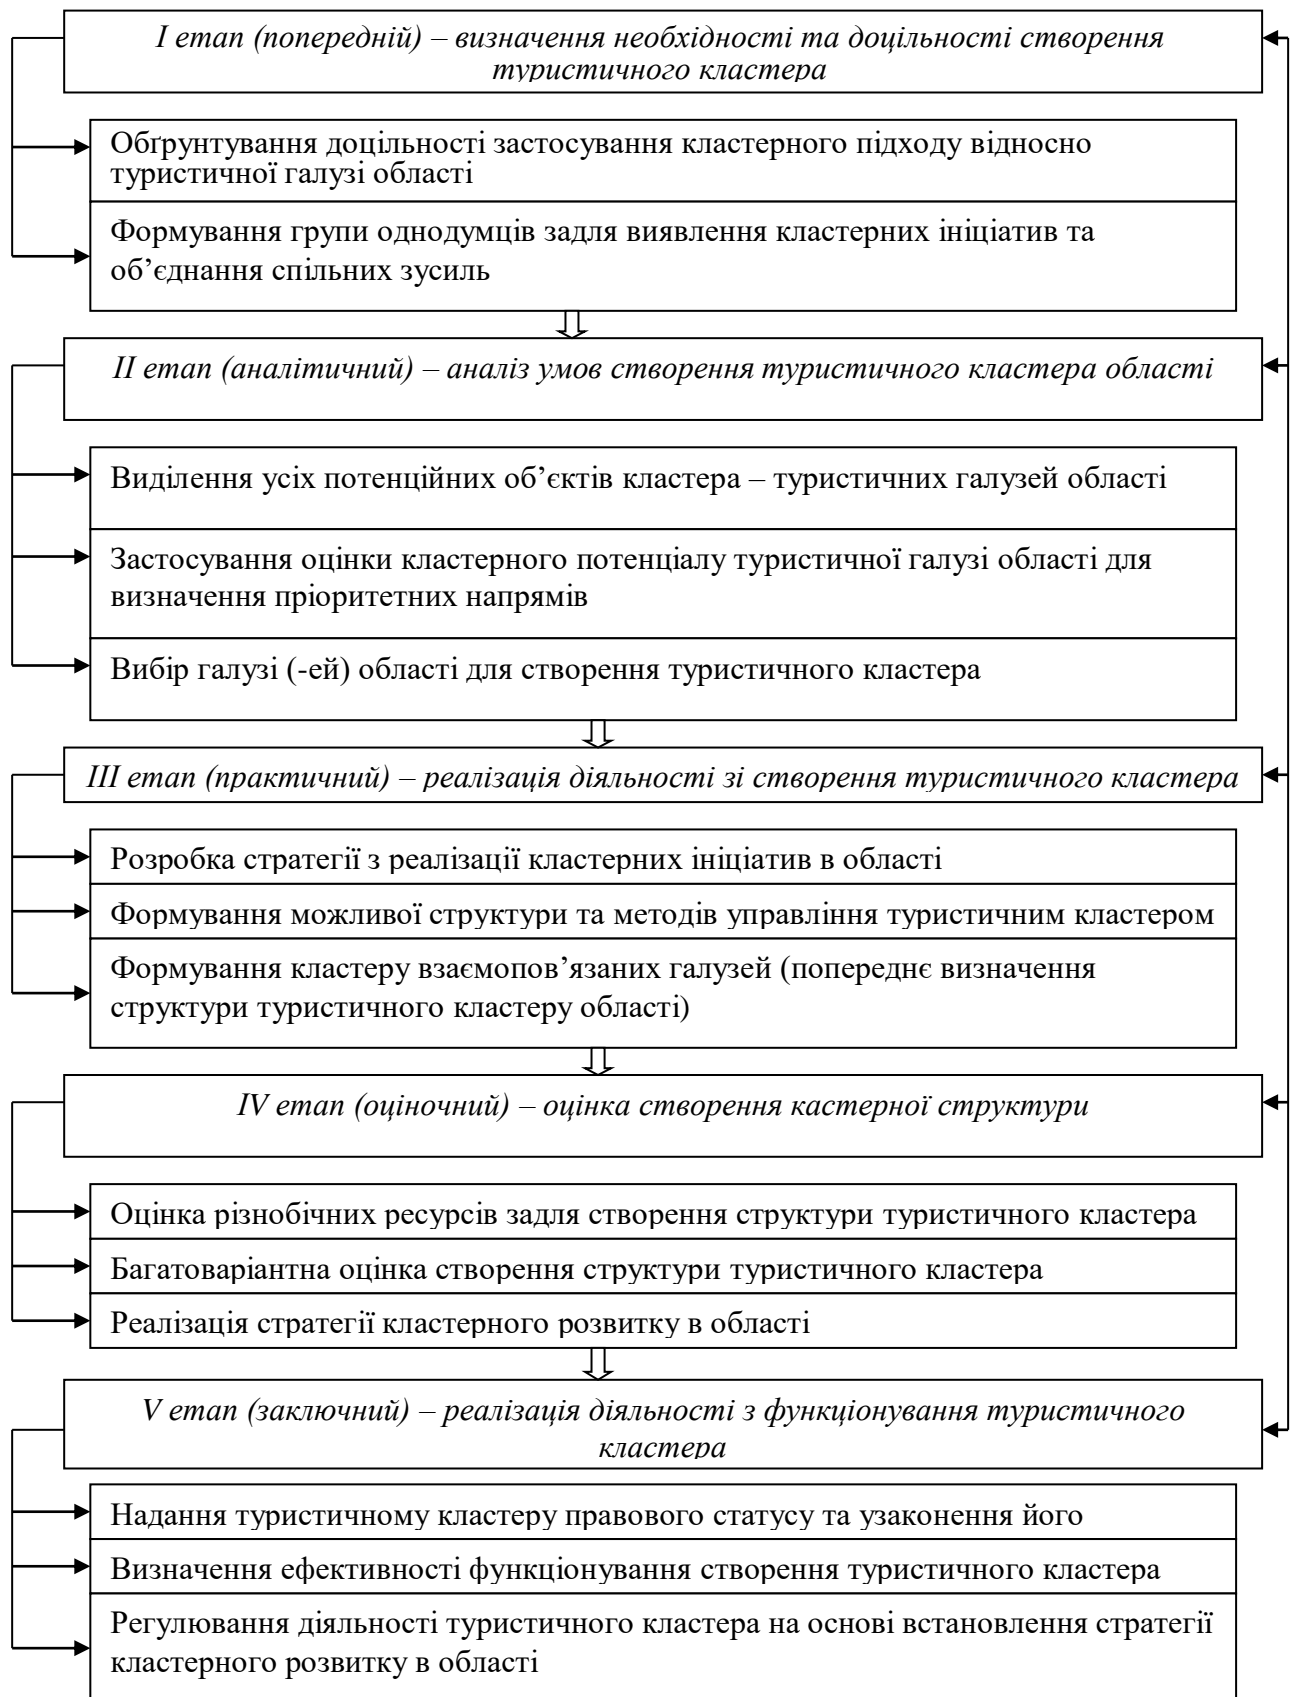 І етап (попередній) – визначення необхідності та доцільності створення
туристичного кластера
Обґрунтування доцільності застосування кластерного підходу відносно
туристичної галузі області
Формування групи однодумців задля виявлення кластерних ініціатив та
об’єднання спільних зусиль
ІІ етап (аналітичний) – аналіз умов створення туристичного кластера області
Виділення усіх потенційних об’єктів кластера – туристичних галузей області
Застосування оцінки кластерного потенціалу туристичної галузі області для
визначення пріоритетних напрямів
Вибір галузі (-ей) області для створення туристичного кластера
ІІІ етап (практичний) – реалізація діяльності зі створення туристичного кластера
Розробка стратегії з реалізації кластерних ініціатив в області
Формування можливої структури та методів управління туристичним кластером
Формування кластеру взаємопов’язаних галузей (попереднє визначення
структури туристичного кластеру області)
IV етап (оціночний) – оцінка створення кастерної структури
Оцінка різнобічних ресурсів задля створення структури туристичного кластера
Багатоваріантна оцінка створення структури туристичного кластера
Реалізація стратегії кластерного розвитку в області
V етап (заключний) – реалізація діяльності з функціонування туристичного
кластера
Надання туристичному кластеру правового статусу та узаконення його
Визначення ефективності функціонування створення туристичного кластера
Регулювання діяльності туристичного кластера на основі встановлення стратегії
кластерного розвитку в області